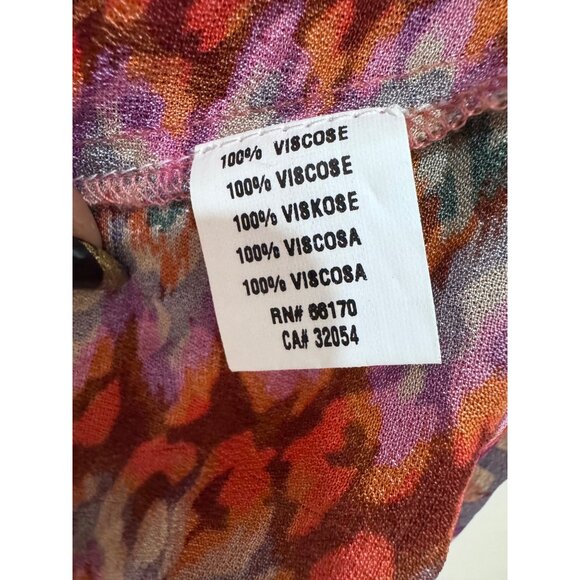 100% VISCOSE
100% VISCOSE
100% VISKOSE
100% VISCOSA
100% VISCOSA
RN# 66170
CA# 32054